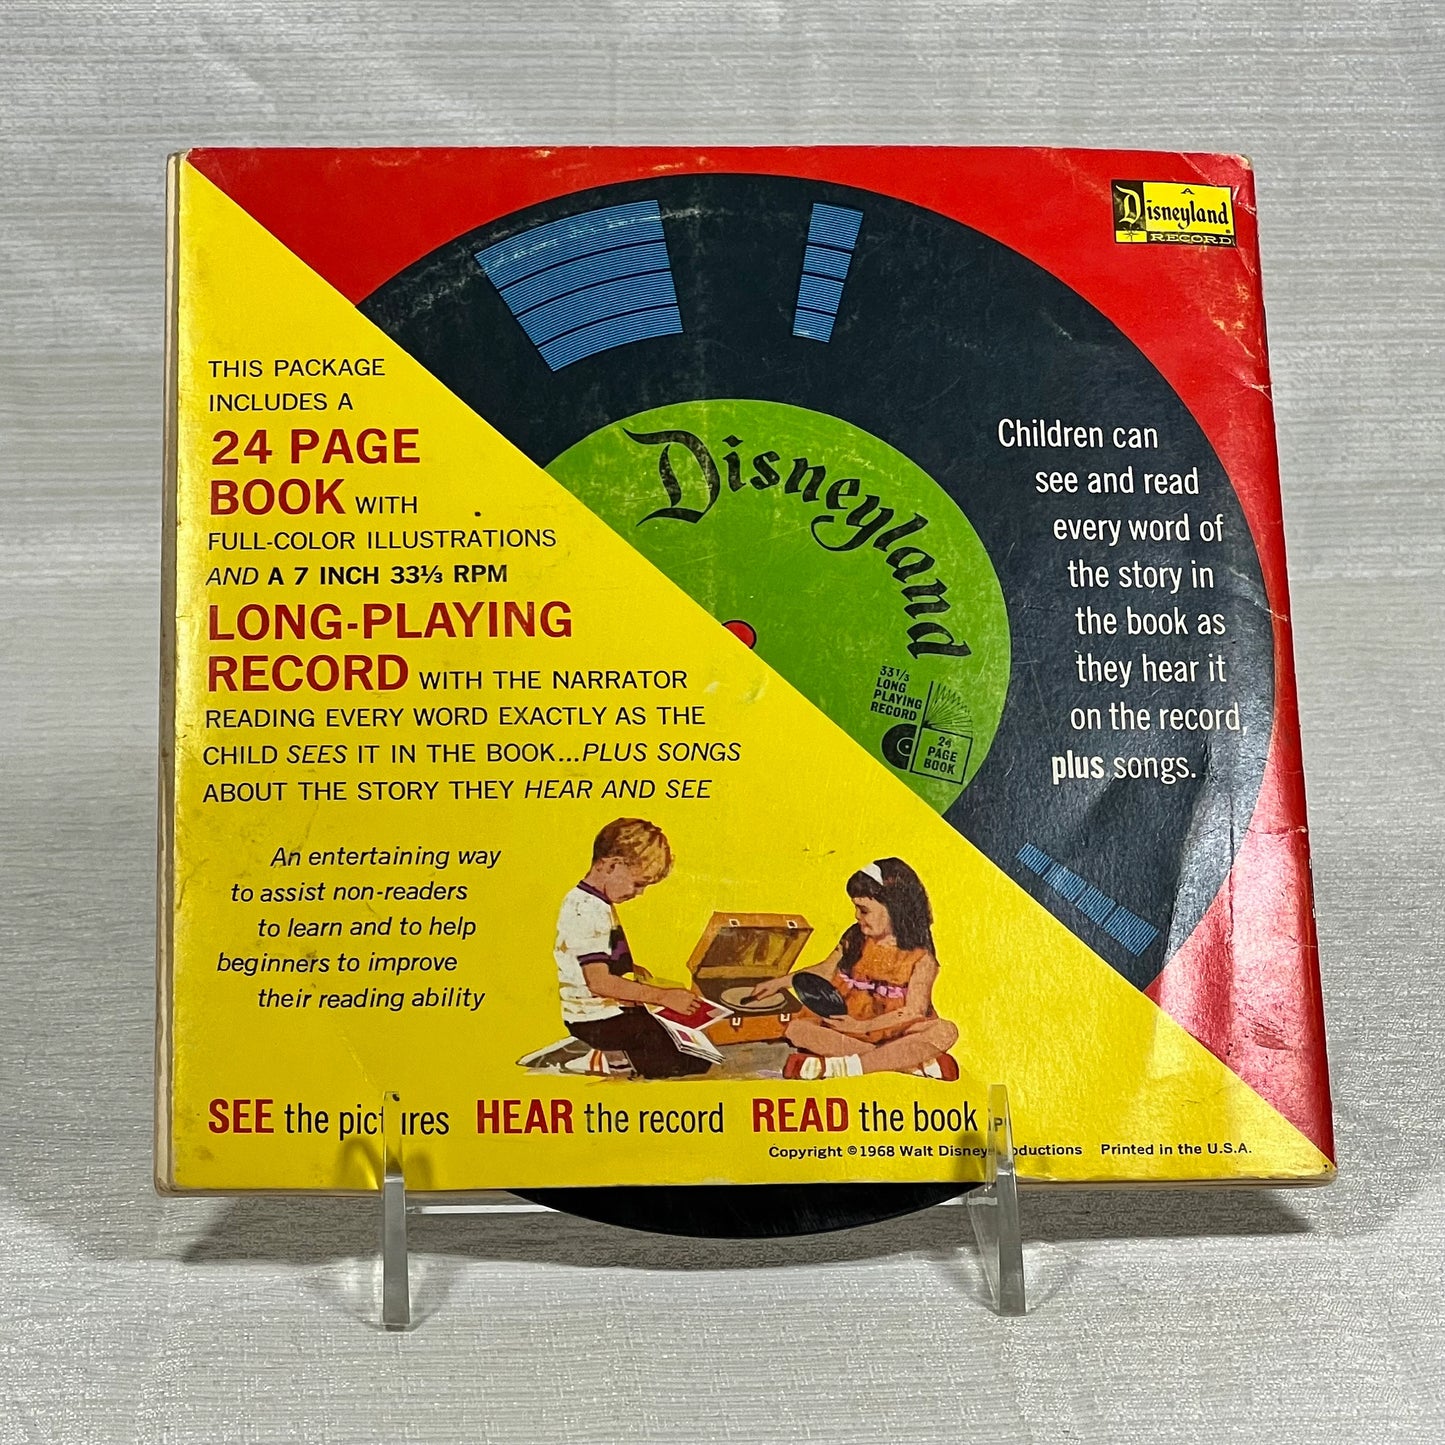 A
Disneyland
RECORD
THIS PACKAGE
INCLUDES A
24 PAGE
BOOK WITH
FULL-COLOR ILLUSTRATIONS
AND A 7 INCH 33⅓ RPM
LONG-PLAYING
RECORD WITH THE NARRATOR
READING EVERY WORD EXACTLY AS THE
CHILD SEES IT IN THE BOOK...PLUS SONGS
ABOUT THE STORY THEY HEAR AND SEE
Disneyland
33⅓
LONG
PLAYING
RECORD
24
PAGE
BOOK
Children can
see and read
every word of
the story in
the book as
they hear it
on the record,
plus songs.
An entertaining way
to assist non-readers
to learn and to help
beginners to improve
their reading ability
SEE the pictures HEAR the record READ the book
Copyright ©1968 Walt Disney Productions Printed in the U.S.A.